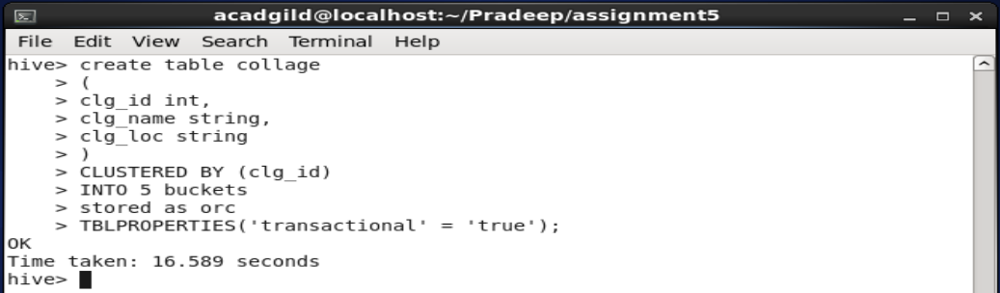 acadgild@localhost:~/Pradeep/assignment5
File Edit View Search Terminal Help
hive> create table collage
    > (
    > clg_id int,
    > clg_name string,
    > clg_loc string
    > )
    > CLUSTERED BY (clg_id)
    > INTO 5 buckets
    > stored as orc
    > TBLPROPERTIES('transactional' = 'true');
OK
Time taken: 16.589 seconds
hive>